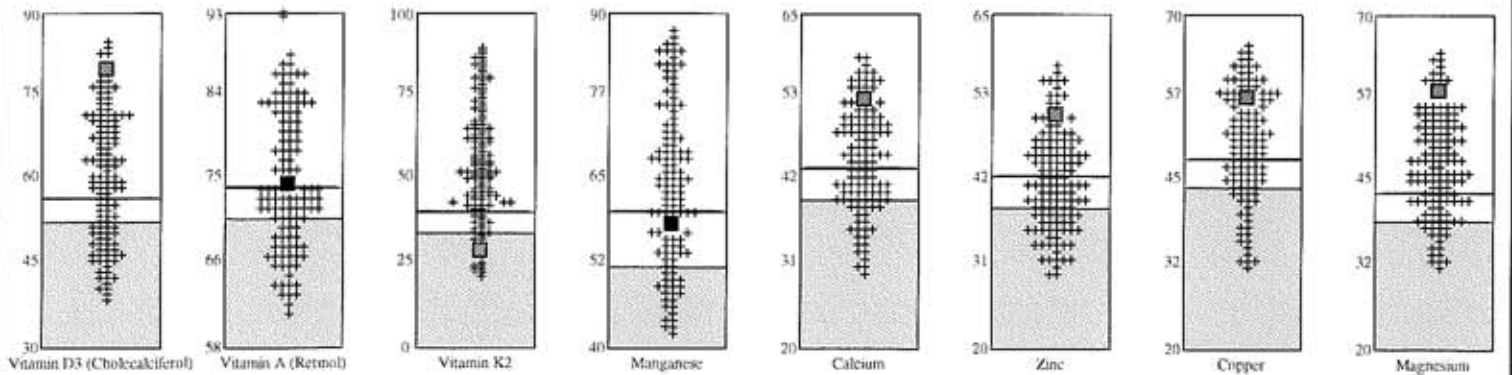 90 93 100 90 65 65 70 70
75 84 75 77 53 53 57 57
60 75 50 65 42 42 45 45
45 66 25 52 31 31 32 32
30 58 0 40 20 20 20 20
Vitamin D3 (Cholecalciferol) Vitamin A (Retinol) Vitamin K2 Manganese Calcium Zinc Copper Magnesium